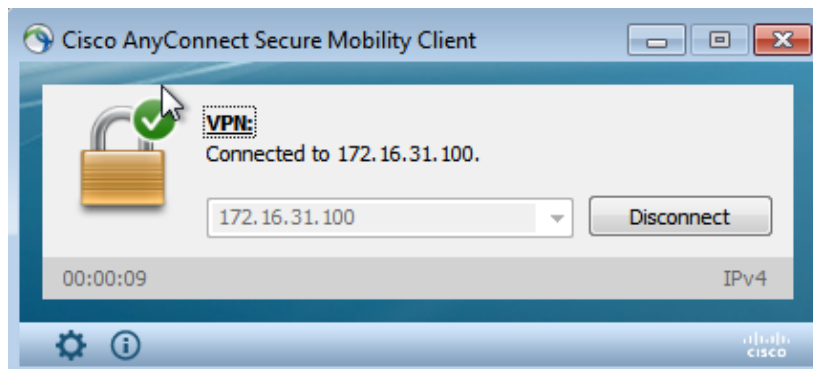 Cisco AnyConnect Secure Mobility Client
VPN:
Connected to 172.16.31.100.
172.16.31.100
Disconnect
00:00:09
IPv4
CISCO